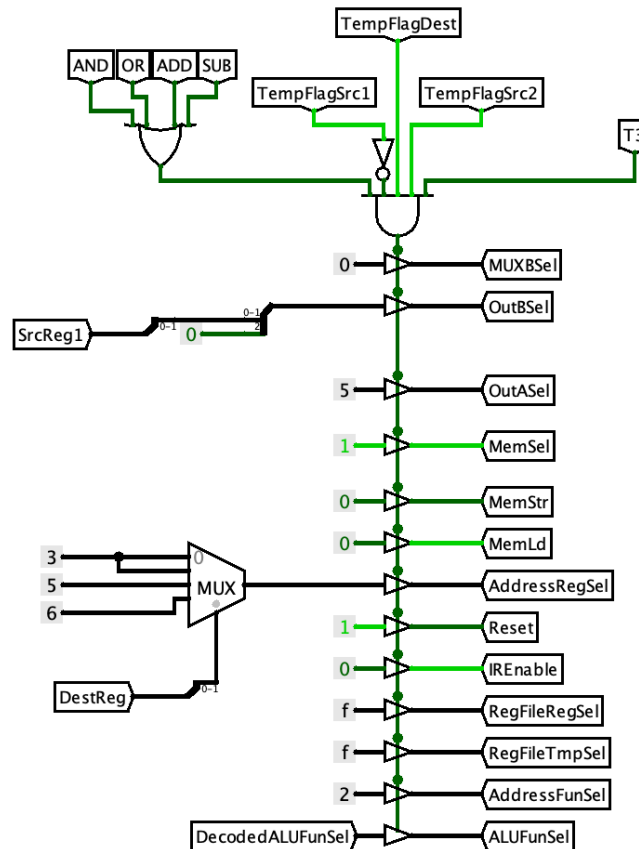 TempFlagDest
AND OR ADD SUB
TempFlagSrc1 TempFlagSrc2
T3
0 MUXBSel
0-1
SrcReg1 0-1 0 2 OutBSel
5 OutASel
1 MemSel
0 MemStr
0 MemLd
3 0
5 MUX AddressRegSel
6
1 Reset
0 IREnable
DestReg 0-1
f RegFileRegSel
f RegFileTmpSel
2 AddressFunSel
DecodedALUFunSel ALUFunSel